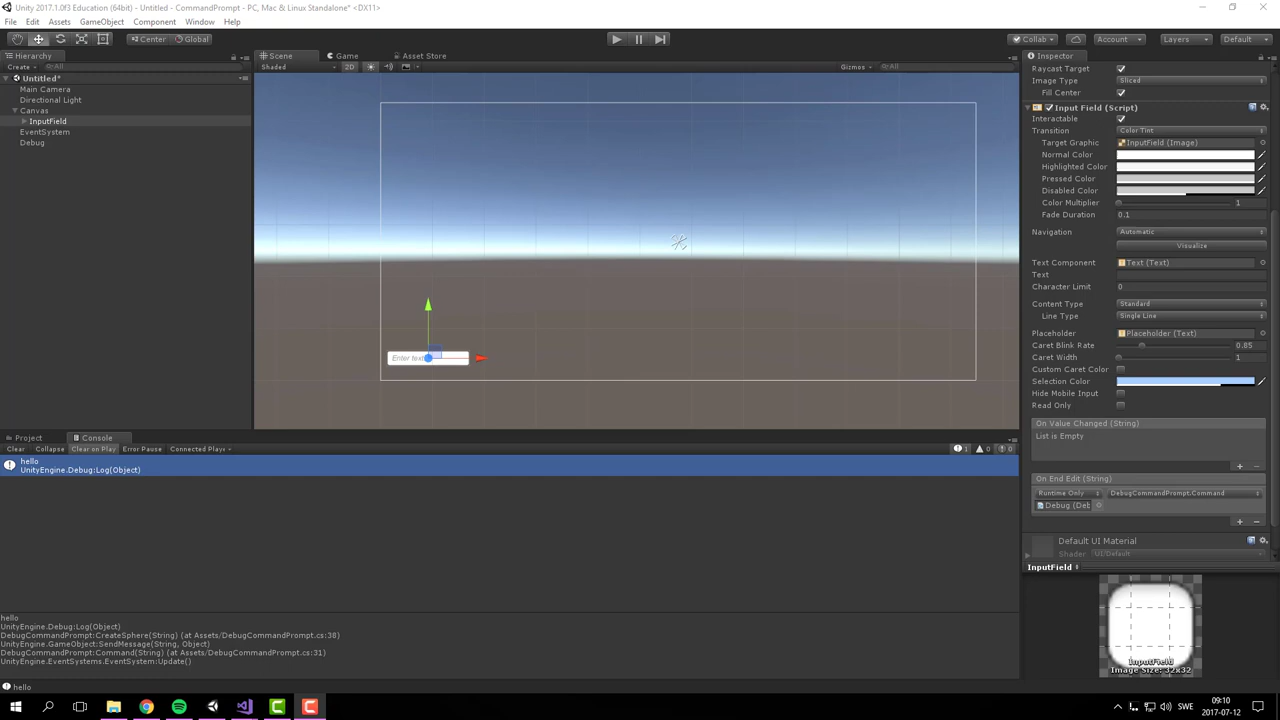 Unity 2017.1.0f3 Education (64bit) - Untitled - CommandPrompt - PC, Mac & Linux Standalone* <DX11>
File Edit Assets GameObject Component Window Help
Center Global Collab Account Layers Default
Hierarchy Scene Game Asset Store Inspector
Create All Shaded 2D Gizmos All
Untitled*
Main Camera
Directional Light
Canvas
InputField
EventSystem
Debug
Enter text
Raycast Target
Image Type Sliced
Fill Center
Input Field (Script)
Interactable
Transition Color Tint
Target Graphic InputField (Image)
Normal Color
Highlighted Color
Pressed Color
Disabled Color
Color Multiplier 1
Fade Duration 0.1
Navigation Automatic
Visualize
Text Component Text (Text)
Text
Character Limit 0
Content Type Standard
Line Type Single Line
Placeholder Placeholder (Text)
Caret Blink Rate 0.85
Caret Width 1
Custom Caret Color
Selection Color
Hide Mobile Input
Read Only
On Value Changed (String)
List is Empty
On End Edit (String)
Runtime Only DebugCommandPrompt.Command
Debug (Deb
Default UI Material
Shader UI/Default
InputField
InputField
Image Size: 32x32
Project Console
Clear Collapse Clear on Play Error Pause Connected Play 1 0 0
hello
UnityEngine.Debug:Log(Object)
hello
UnityEngine.Debug:Log(Object)
DebugCommandPrompt:CreateSphere(String) (at Assets/DebugCommandPrompt.cs:38)
UnityEngine.GameObject:SendMessage(String, Object)
DebugCommandPrompt:Command(String) (at Assets/DebugCommandPrompt.cs:31)
UnityEngine.EventSystems.EventSystem:Update()
hello
SWE
09:10
2017-07-12